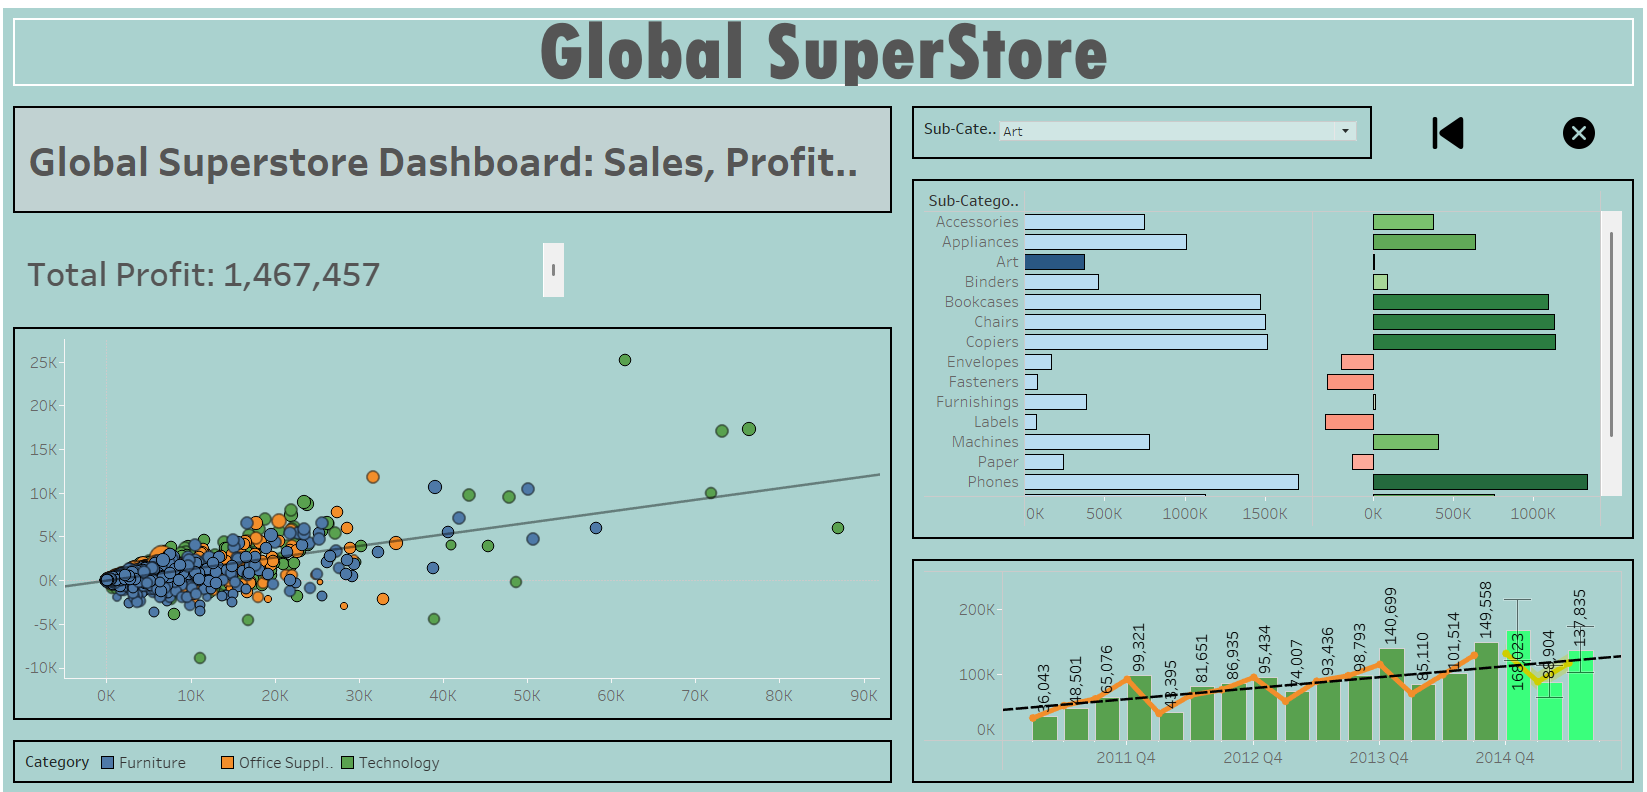 Global SuperStore
Global Superstore Dashboard: Sales, Profit..
Total Profit: 1,467,457
25K
20K
15K
10K
5K
0K
-5K
-10K
0K 10K 20K 30K 40K 50K 60K 70K 80K 90K
Category Furniture Office Suppl.. Technology
Sub-Cate.. Art
Sub-Catego..
Accessories
Appliances
Art
Binders
Bookcases
Chairs
Copiers
Envelopes
Fasteners
Furnishings
Labels
Machines
Paper
Phones
0K 500K 1000K 1500K 0K 500K 1000K
200K
100K
0K
36,043 48,501 65,076 99,321 43,395 81,651 86,935 95,434 74,007 93,436 98,793 140,699 85,110 101,514 149,558 168,023 137,835
2011 Q4 2012 Q4 2013 Q4 2014 Q4